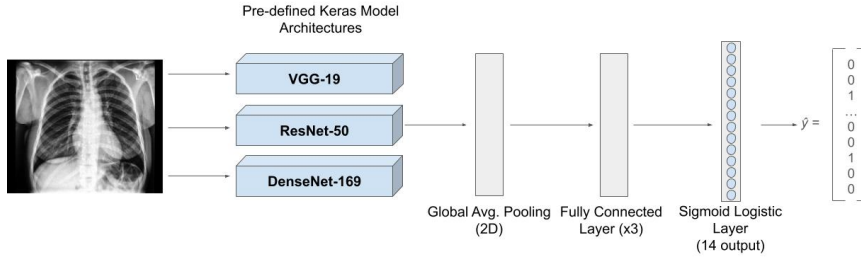 Pre-defined Keras Model
Architectures
VGG-19
ResNet-50
DenseNet-169
Global Avg. Pooling
(2D)
Fully Connected
Layer (x3)
Sigmoid Logistic
Layer
(14 output)
ŷ =
0
0
1
...
0
0
1
0
0